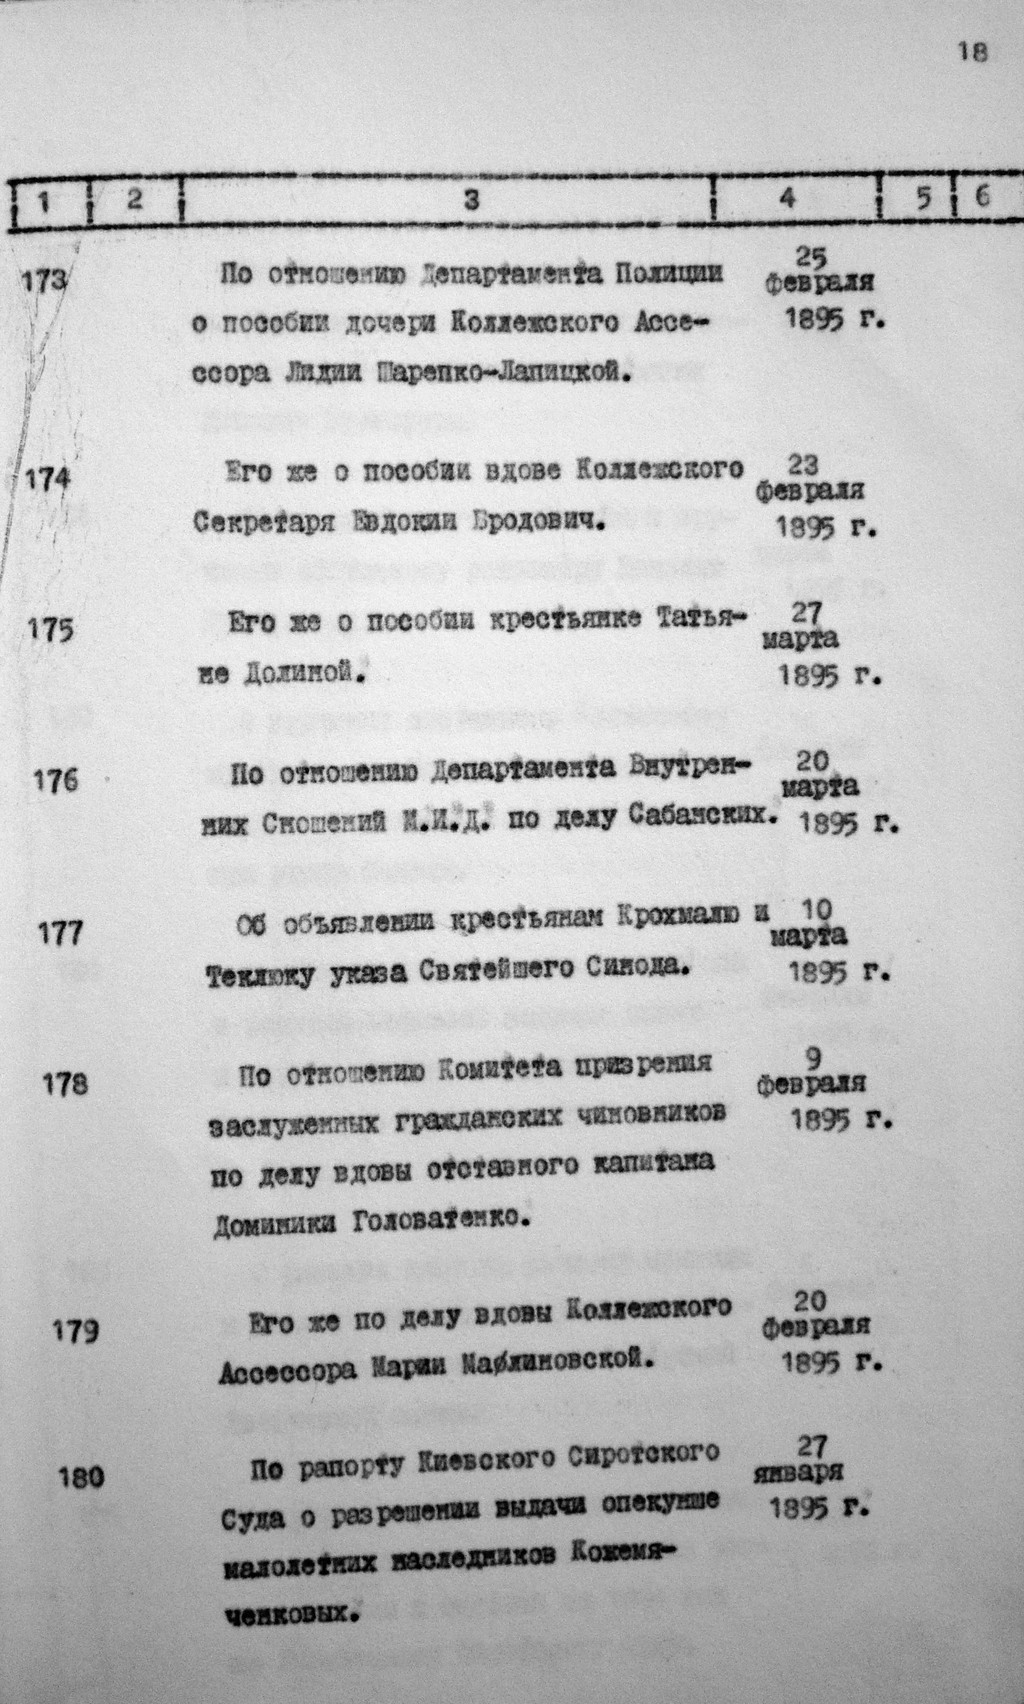 18
1 2 3 4 5 6
173 По отношению Департамента Полиции 25 февраля
о пособии дочери Коллежского Ассе- 1895 г.
ссора Лидии Шарепко-Лапицкой.
174 Его же о пособии вдове Коллежского 23 февраля
Секретаря Евдокии Бродович. 1895 г.
175 Его же о пособии крестьянке Татья- 27 марта
не Долиной. 1895 г.
176 По отношению Департамента Внутрен- 20 марта
них Сношений М.И.Д. по делу Сабанских. 1895 г.
177 Об объявлении крестьянам Крохмалю и 10 марта
Теклюку указа Святейшего Синода. 1895 г.
178 По отношению Комитета призрения 9 февраля
заслуженных гражданских чиновников 1895 г.
по делу вдовы отставного капитана
Доминики Головатенко.
179 Его же по делу вдовы Коллежского 20 февраля
Ассессора Марии Малиновской. 1895 г.
180 По рапорту Киевского Сиротского 27 января
Суда о разрешении выдачи опекунше 1895 г.
малолетних наследников Кожемя-
ченковых.